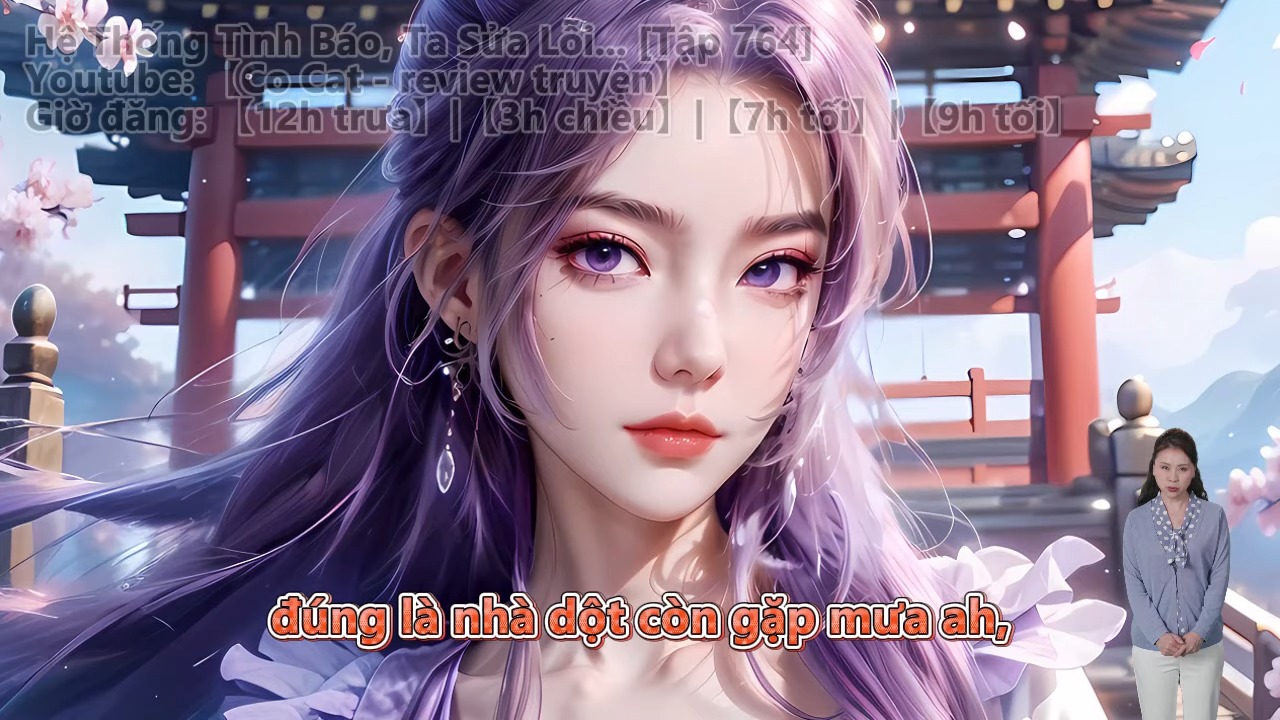 Hệ Thống Tình Báo, Ta Sửa Lỗi... [Tập 764]
Youtube: 【Co Cat - review truyện】
Giờ đăng: 【12h trưa】 | 【3h chiều】 | 【7h tối】 | 【9h tối】
đúng là nhà dột còn gặp mưa ah,